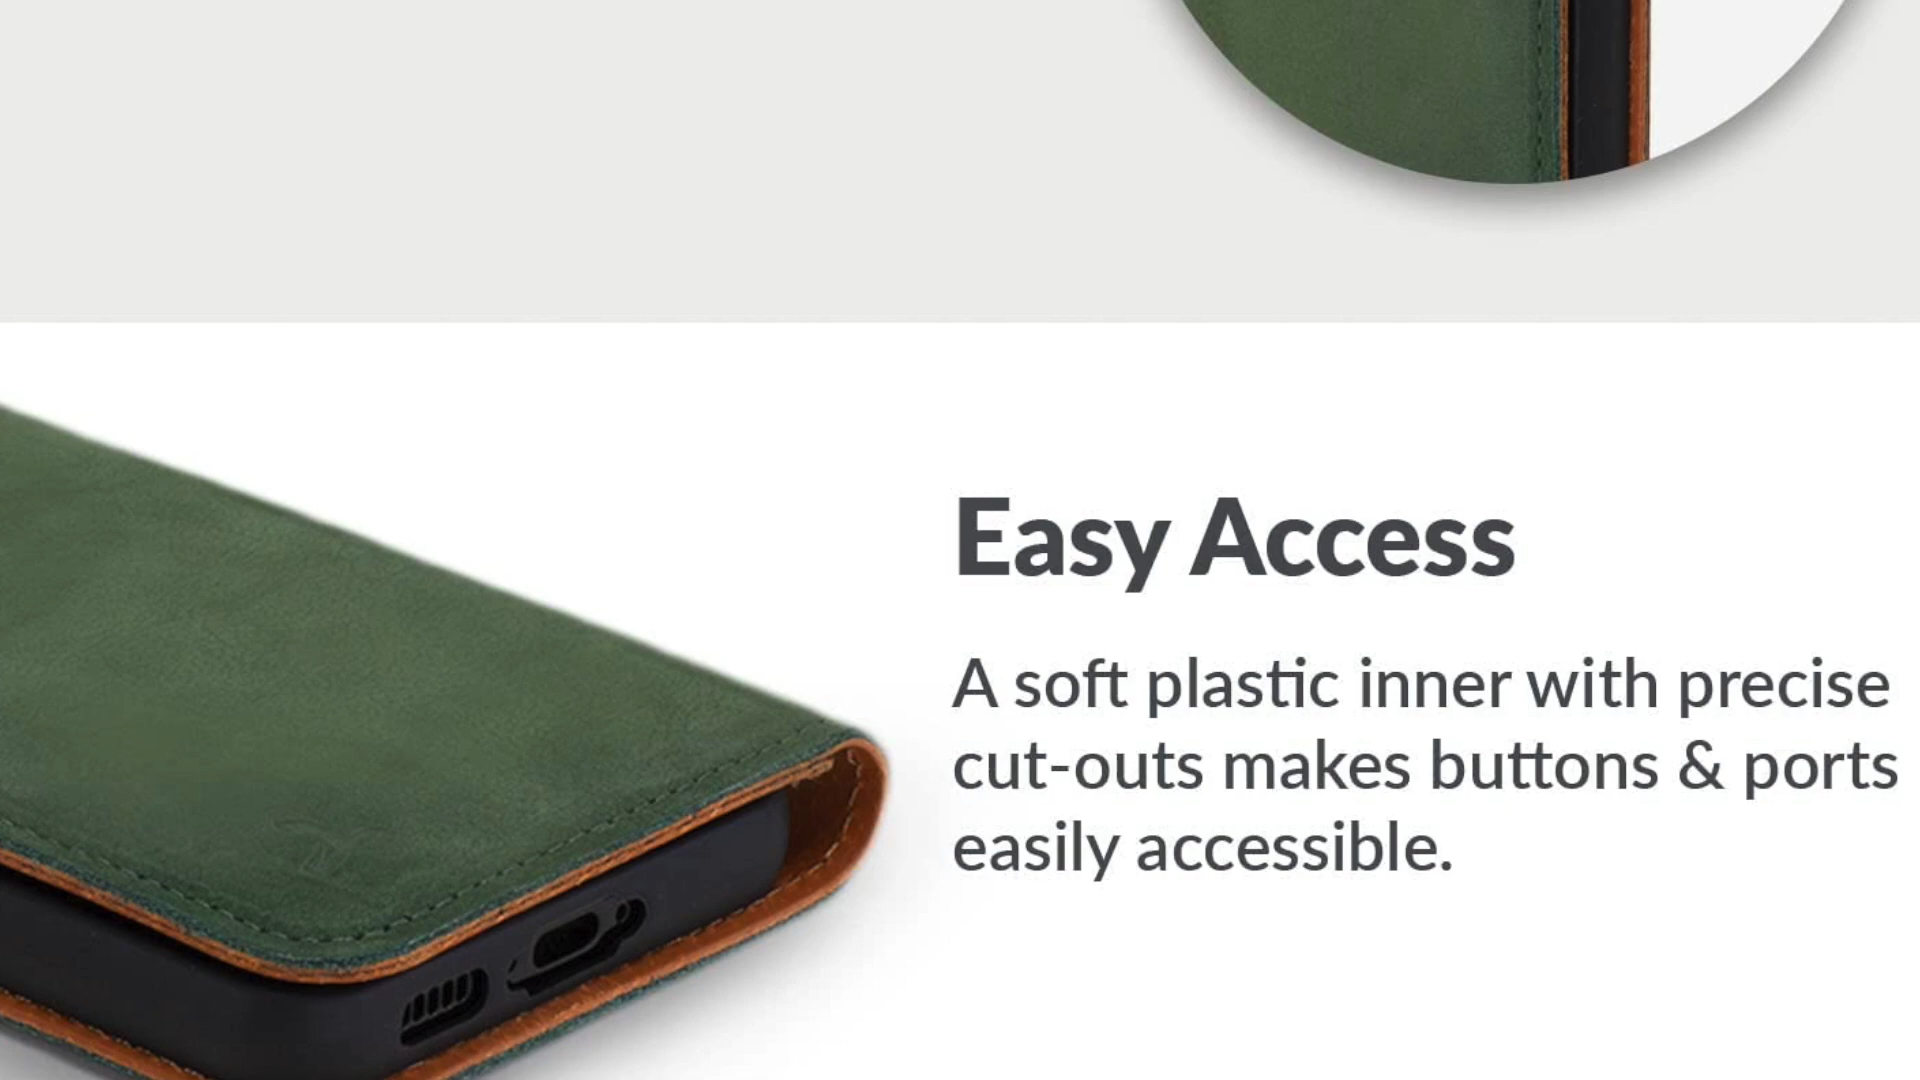 Easy Access
A soft plastic inner with precise
cut-outs makes buttons & ports
easily accessible.